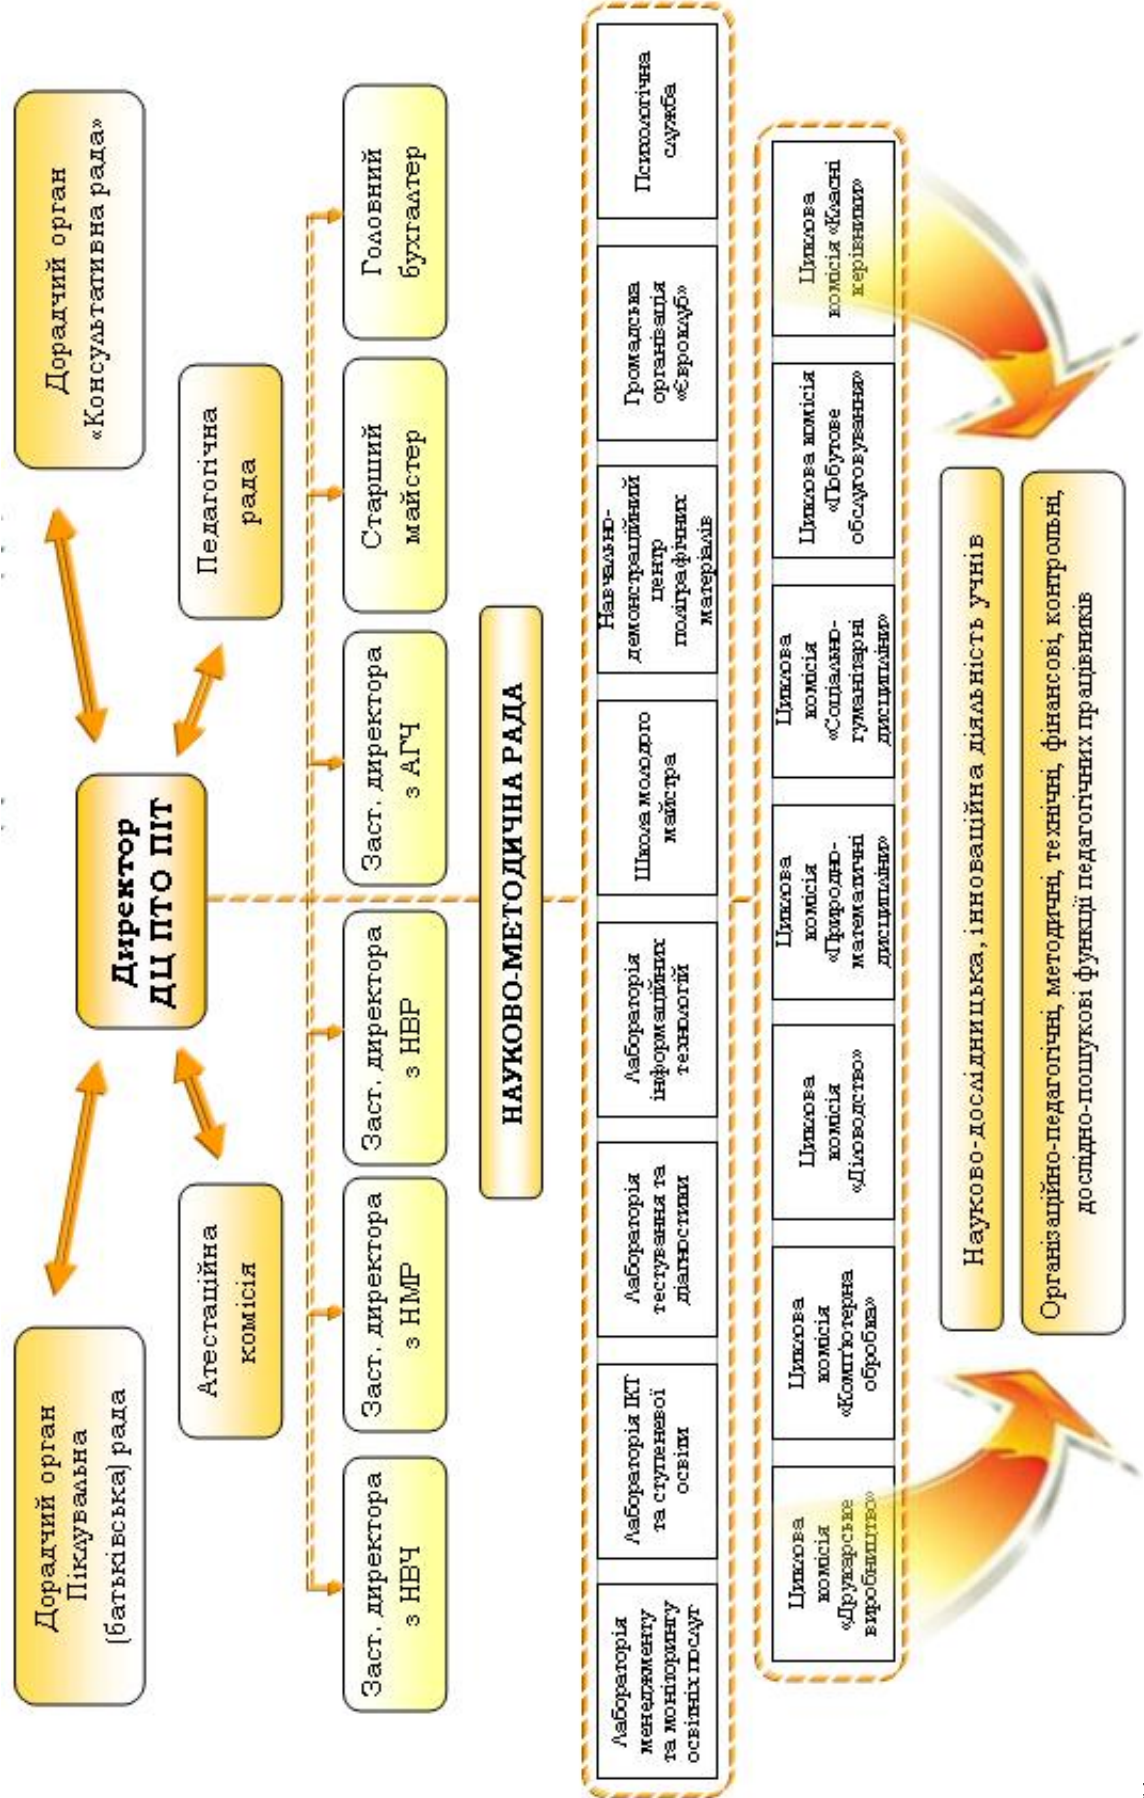 Дорадчий орган
Піклувальна
(батьківська) рада
Директор
ДЦ ПТО ПІТ
Дорадчий орган
«Консультативна рада»
Атестаційна
комісія
Педагогічна
рада
Заст. директора
з НВЧ
Заст. директора
з НМР
Заст. директора
з НВР
Заст. директора
з АГЧ
Старший
майстер
Головний
бухгалтер
НАУКОВО-МЕТОДИЧНА РАДА
Лабораторія
менеджменту
та моніторингу
освітніх послуг
Лабораторія ІКТ
та ступеневої
освіти
Лабораторія
тестування та
діагностики
Лабораторія
інформаційних
технологій
Школа молодого
майстра
Навчально-
демонстраційний
центр
поліграфічних
матеріалів
Громадська
організація
«Євроклуб»
Психологічна
служба
Циклова
комісія
«Друкарське
виробництво»
Циклова
комісія
«Комп'ютерна
обробка»
Циклова
комісія
«Діловодство»
Циклова
комісія
«Природно-
математичні
дисципліни»
Циклова
комісія
«Соціально-
гуманітарні
дисципліни»
Циклова комісія
«Побутове
обслуговування»
Циклова
комісія «Класні
керівники»
Науково-дослідницька, інноваційна діяльність учнів
Організаційно-педагогічні, методичні, технічні, фінансові, контрольні,
дослідно-пошукові функції педагогічних працівників